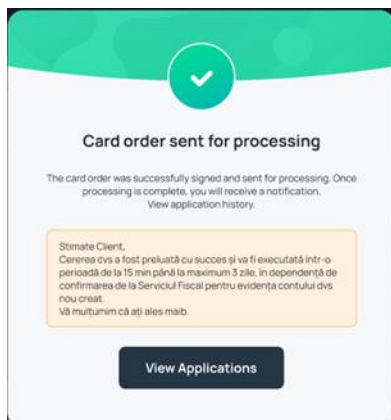 Card order sent for processing
The card order was successfully signed and sent for processing. Once
processing is complete, you will receive a notification.
View application history.
Stimate Client,
Cererea dvs a fost preluată cu succes și va fi executată intr-o
perioadă de la 15 min până la maximum 3 zile, în dependență de
confirmarea de la Serviciul Fiscal pentru evidența contului dvs
nou creat.
Vă mulțumim că ați ales maib.
View Applications